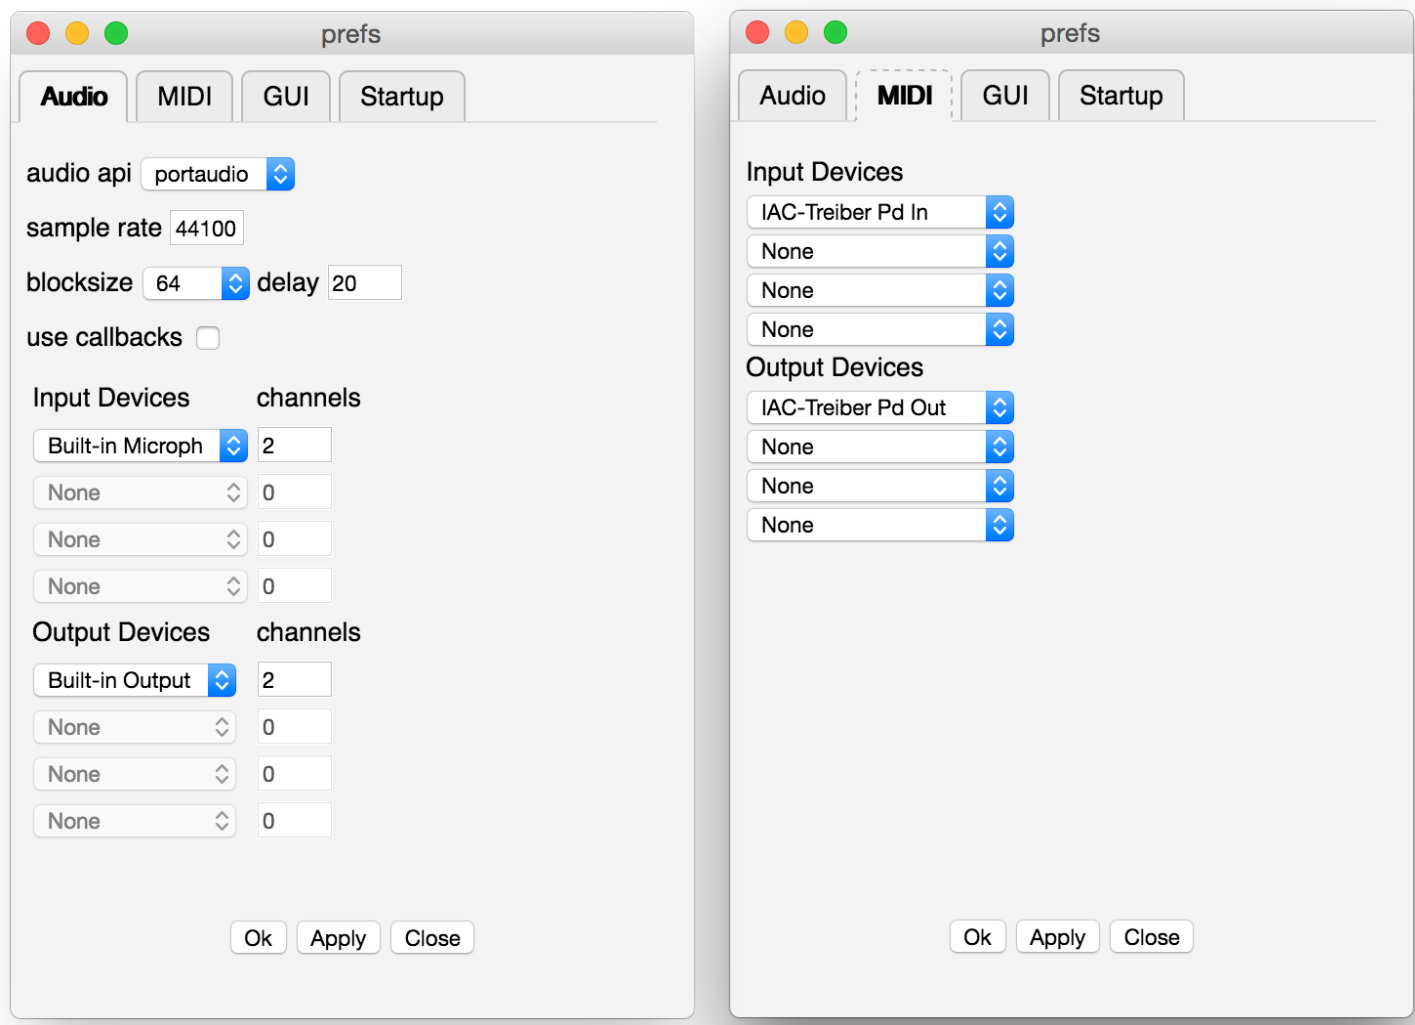 prefs
Audio MIDI GUI Startup
audio api portaudio
sample rate 44100
blocksize 64 delay 20
use callbacks
Input Devices channels
Built-in Microph 2
None 0
None 0
None 0
Output Devices channels
Built-in Output 2
None 0
None 0
None 0
Ok Apply Close
prefs
Audio MIDI GUI Startup
Input Devices
IAC-Treiber Pd In
None
None
None
Output Devices
IAC-Treiber Pd Out
None
None
None
Ok Apply Close